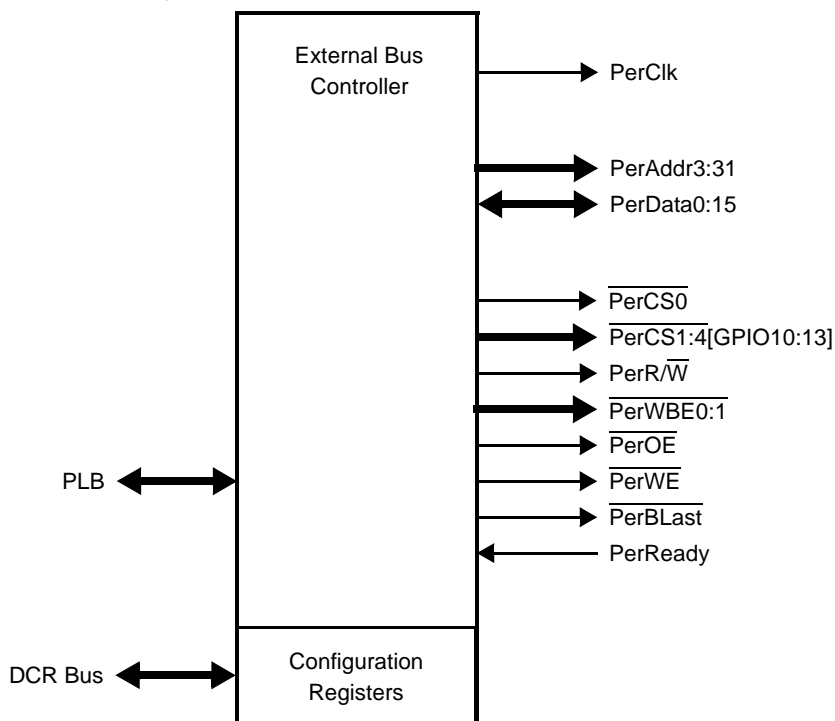 External Bus
Controller
PerClk
PerAddr3:31
PerData0:15
PerCS0
PerCS1:4[GPIO10:13]
PerR/W
PerWBE0:1
PerOE
PLB
PerWE
PerBLast
PerReady
DCR Bus
Configuration
Registers